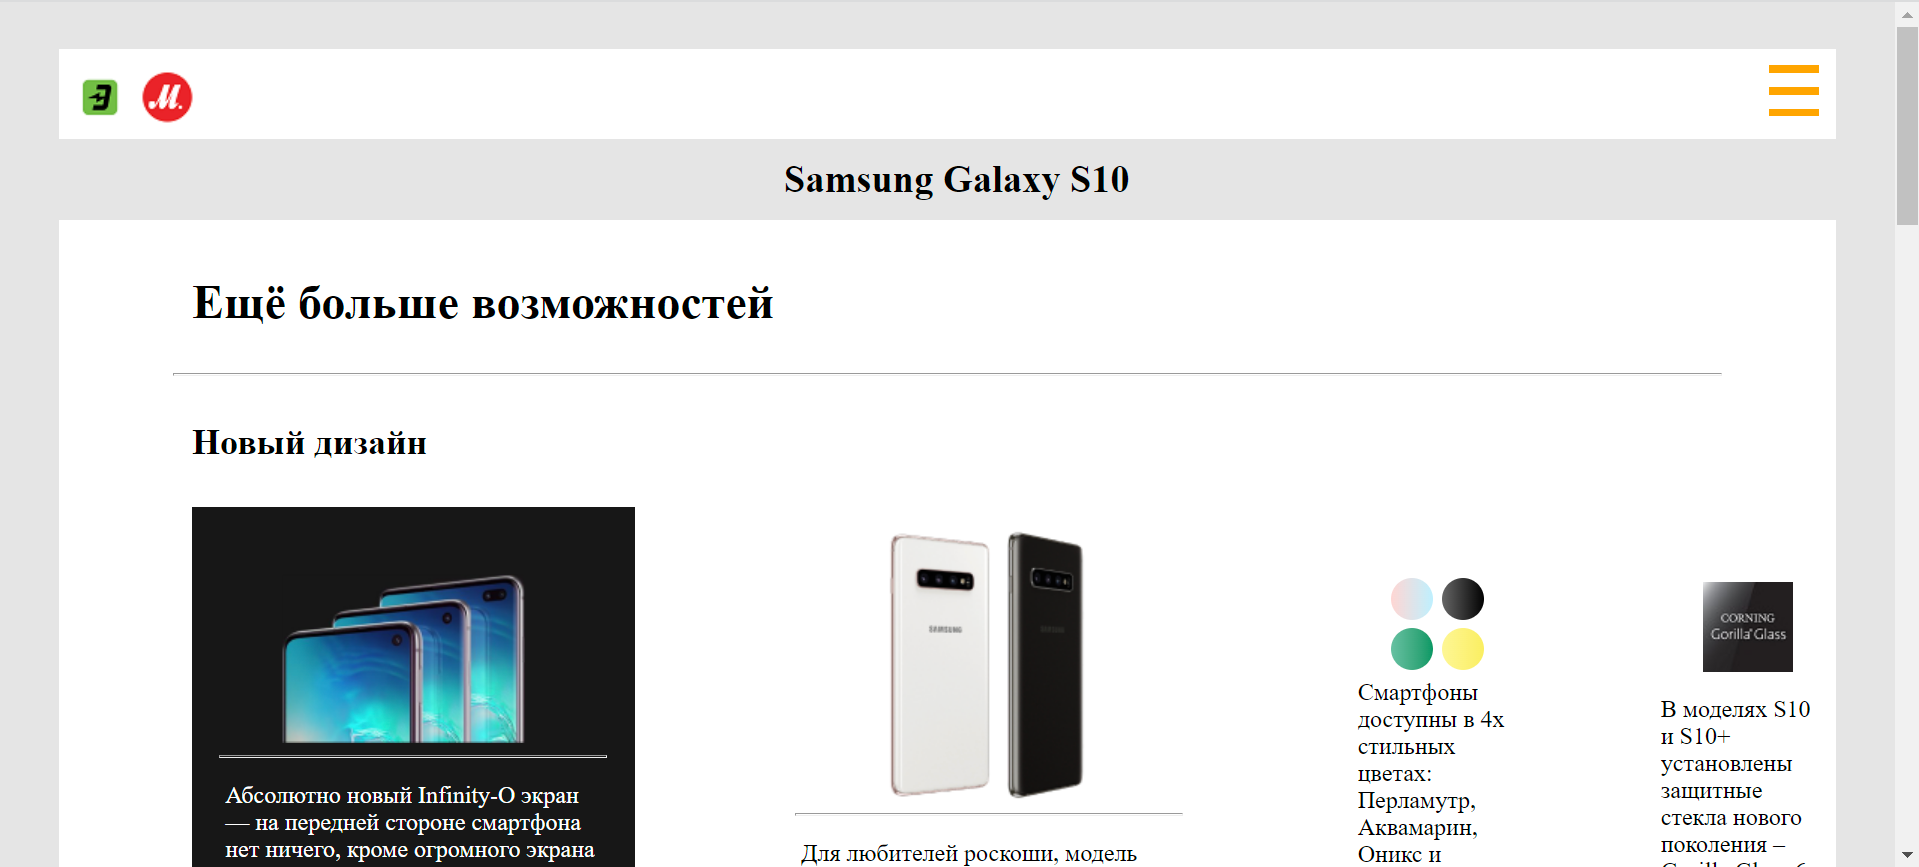 М.
Samsung Galaxy S10
Ещё больше возможностей
Новый дизайн
Абсолютно новый Infinity-O экран
— на передней стороне смартфона
нет ничего, кроме огромного экрана
SAMSUNG
SAMSUNG
Для любителей роскоши, модель
Смартфоны
доступны в 4х
стильных
цветах:
Перламутр,
Аквамарин,
Оникс и
CORNING
Gorilla Glass
В моделях S10
и S10+
установлены
защитные
стекла нового
поколения –